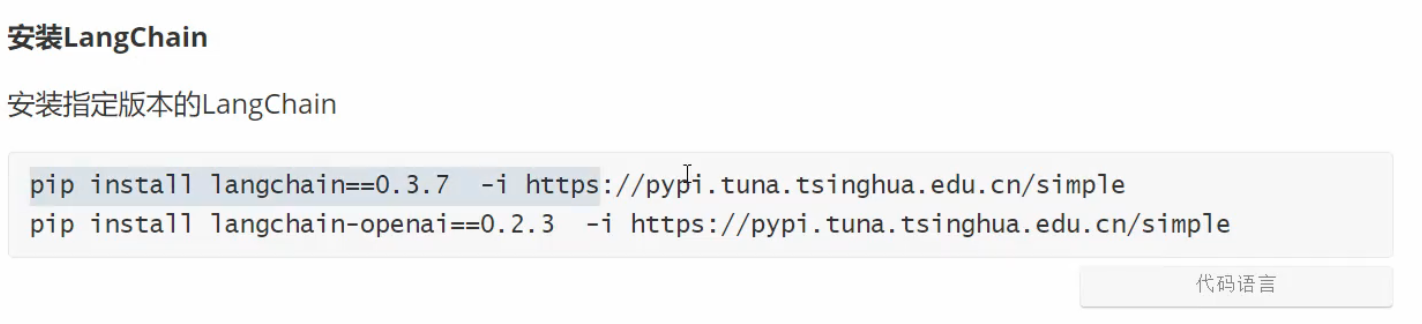 安装LangChain
安装指定版本的LangChain
pip install langchain==0.3.7  -i https://pypi.tuna.tsinghua.edu.cn/simple
pip install langchain-openai==0.2.3  -i https://pypi.tuna.tsinghua.edu.cn/simple
代码语言